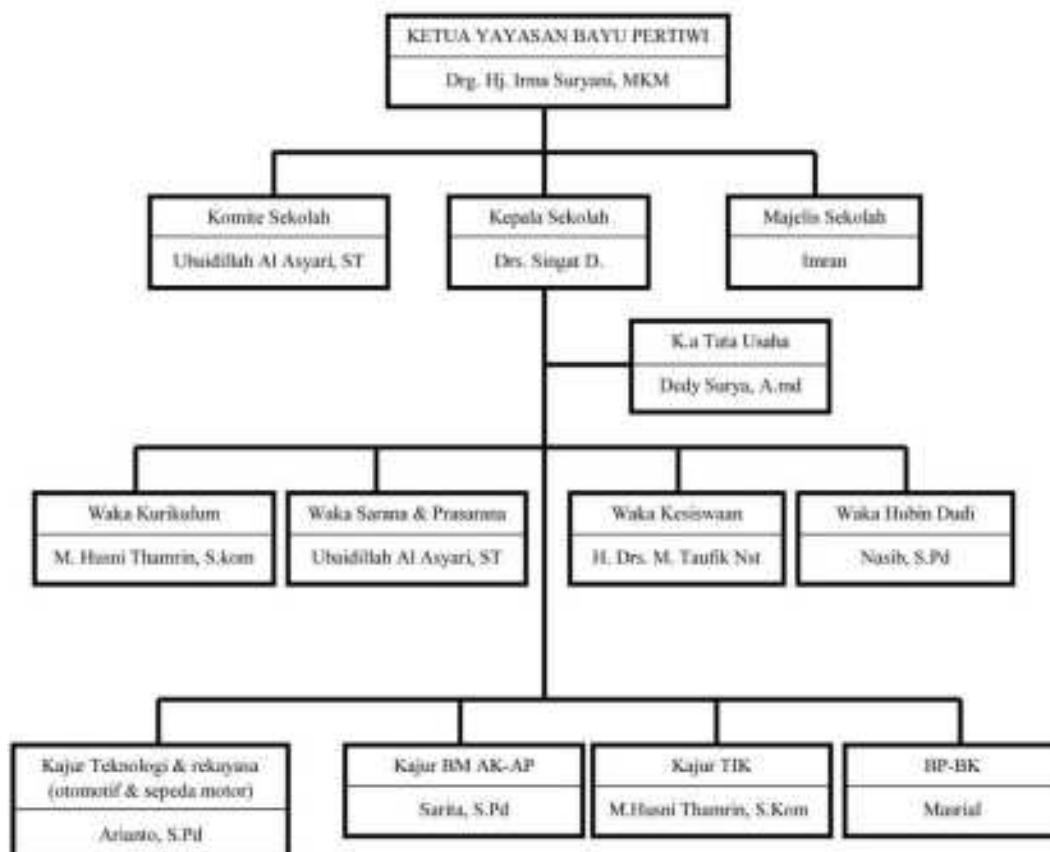 KETUA YAYASAN BAYU PERTIWI
Drg. Hj. Irma Suryani, MKM
Komite Sekolah
Ubaidillah Al Asyari, ST
Kepala Sekolah
Drs. Singat D.
Majelis Sekolah
Imran
K.a Tata Usaha
Dedy Surya, A.md
Waka Kurikulum
M. Husni Thamrin, S.kom
Waka Sarana & Prasarana
Ubaidillah Al Asyari, ST
Waka Kesiswaan
H. Drs. M. Taufik Nst
Waka Hubin Dudi
Nasib, S.Pd
Kajur Teknologi & rekayasa
(otomotif & sepeda motor)
Arianto, S.Pd
Kajur BM AK-AP
Sarita, S.Pd
Kajur TIK
M.Husni Thamrin, S.Kom
BP-BK
Masrial